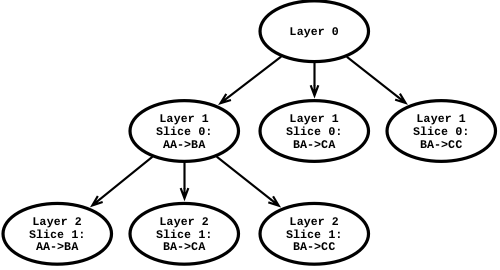 Layer 0
Layer 1
Slice 0:
AA->BA
Layer 1
Slice 0:
BA->CA
Layer 1
Slice 0:
BA->CC
Layer 2
Slice 1:
AA->BA
Layer 2
Slice 1:
BA->CA
Layer 2
Slice 1:
BA->CC